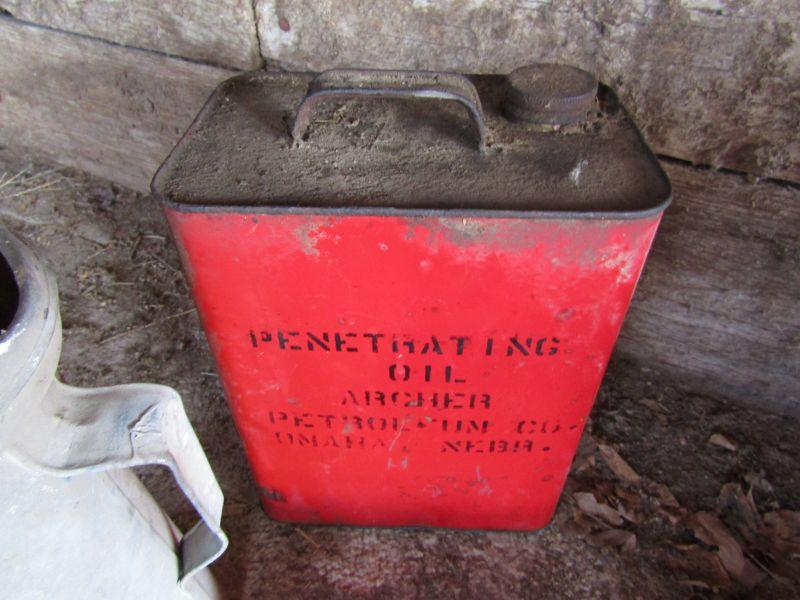 PENETRATING
OIL
ARCHER
PETROLEUM CO.
OMAHA, NEBR.